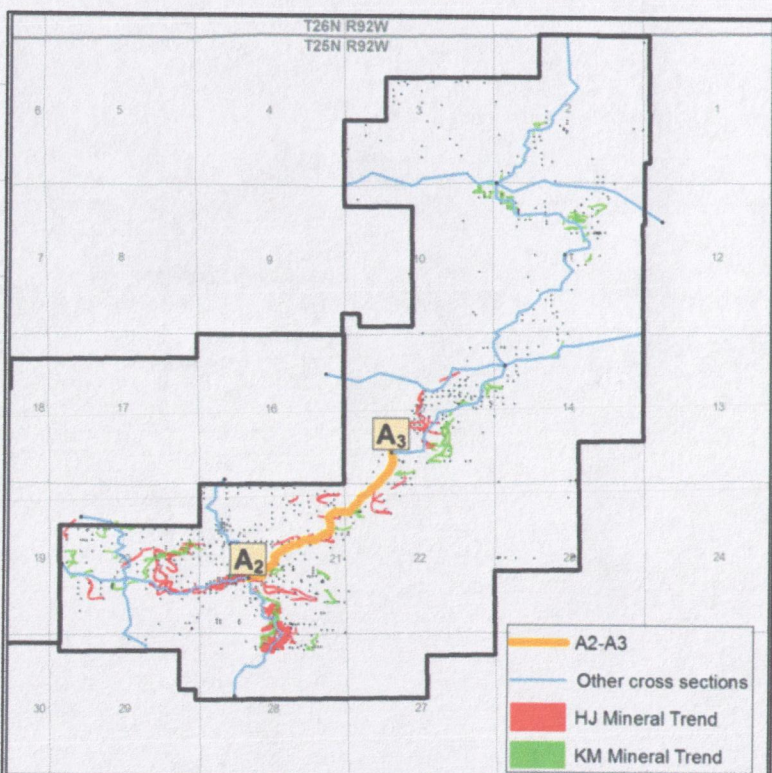 T26N R92W
T25N R92W
6 5 4 3 2 1
7 8 9 10 11 12
18 17 16 14 13
A3
19 21 22 24
A2
30 29 28 27
A2-A3
Other cross sections
HJ Mineral Trend
KM Mineral Trend